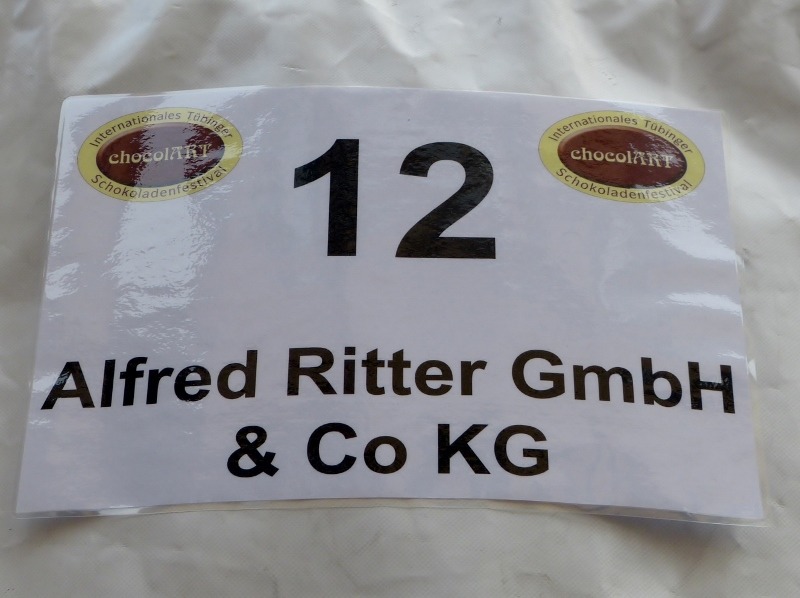 Internationales Tübinger
chocolART
Schokoladenfestival
12
Internationales Tübinger
chocolART
Schokoladenfestival
Alfred Ritter GmbH
& Co KG